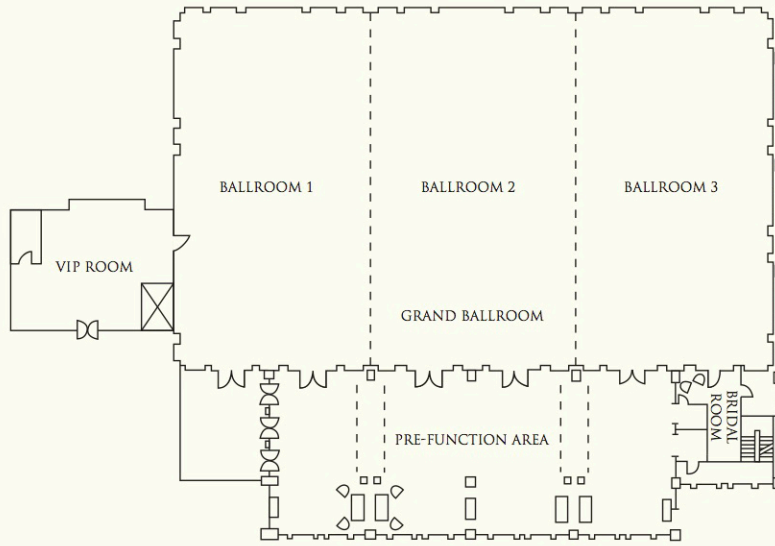 BALLROOM 1
BALLROOM 2
BALLROOM 3
VIP ROOM
GRAND BALLROOM
PRE-FUNCTION AREA
BRIDAL
ROOM